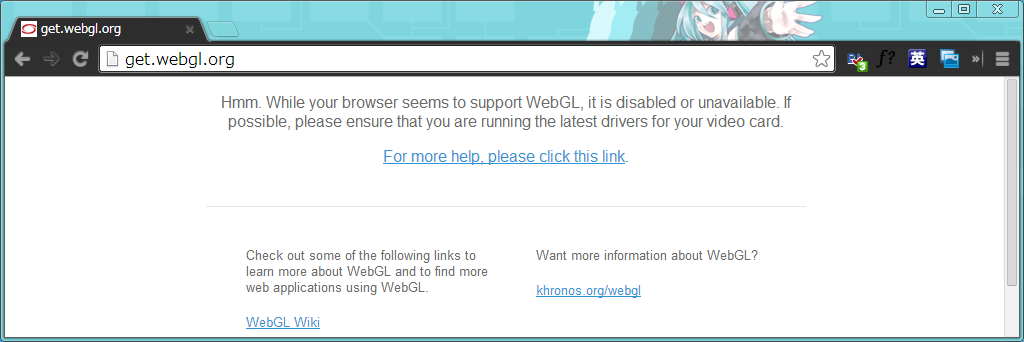 get.webgl.org
get.webgl.org
3
f?
英
Hmm. While your browser seems to support WebGL, it is disabled or unavailable. If
possible, please ensure that you are running the latest drivers for your video card.
For more help, please click this link.
Check out some of the following links to
learn more about WebGL and to find more
web applications using WebGL.
WebGL Wiki
Want more information about WebGL?
khronos.org/webgl